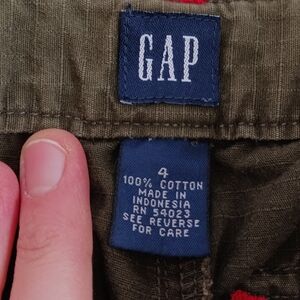 GAP
4
100% COTTON
MADE IN
INDONESIA
RN 54023
SEE REVERSE
FOR CARE